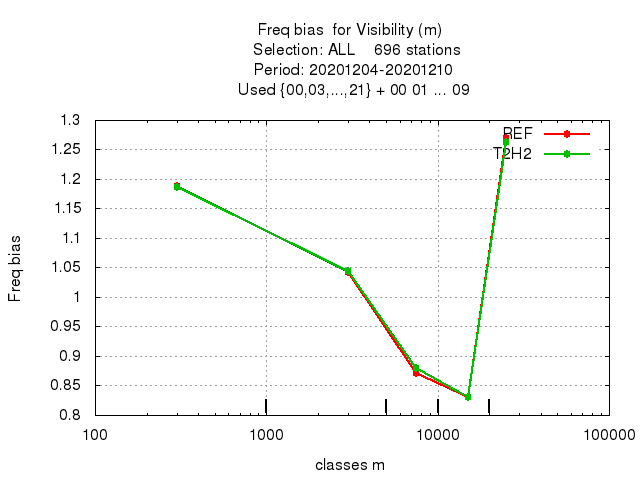 Freq bias  for Visibility (m)
Selection: ALL    696 stations
Period: 20201204-20201210
Used {00,03,...,21} + 00 01 ... 09
REF
T2H2
1.3
1.25
1.2
1.15
1.1
1.05
1
0.95
0.9
0.85
0.8
Freq bias
100
1000
10000
100000
classes m